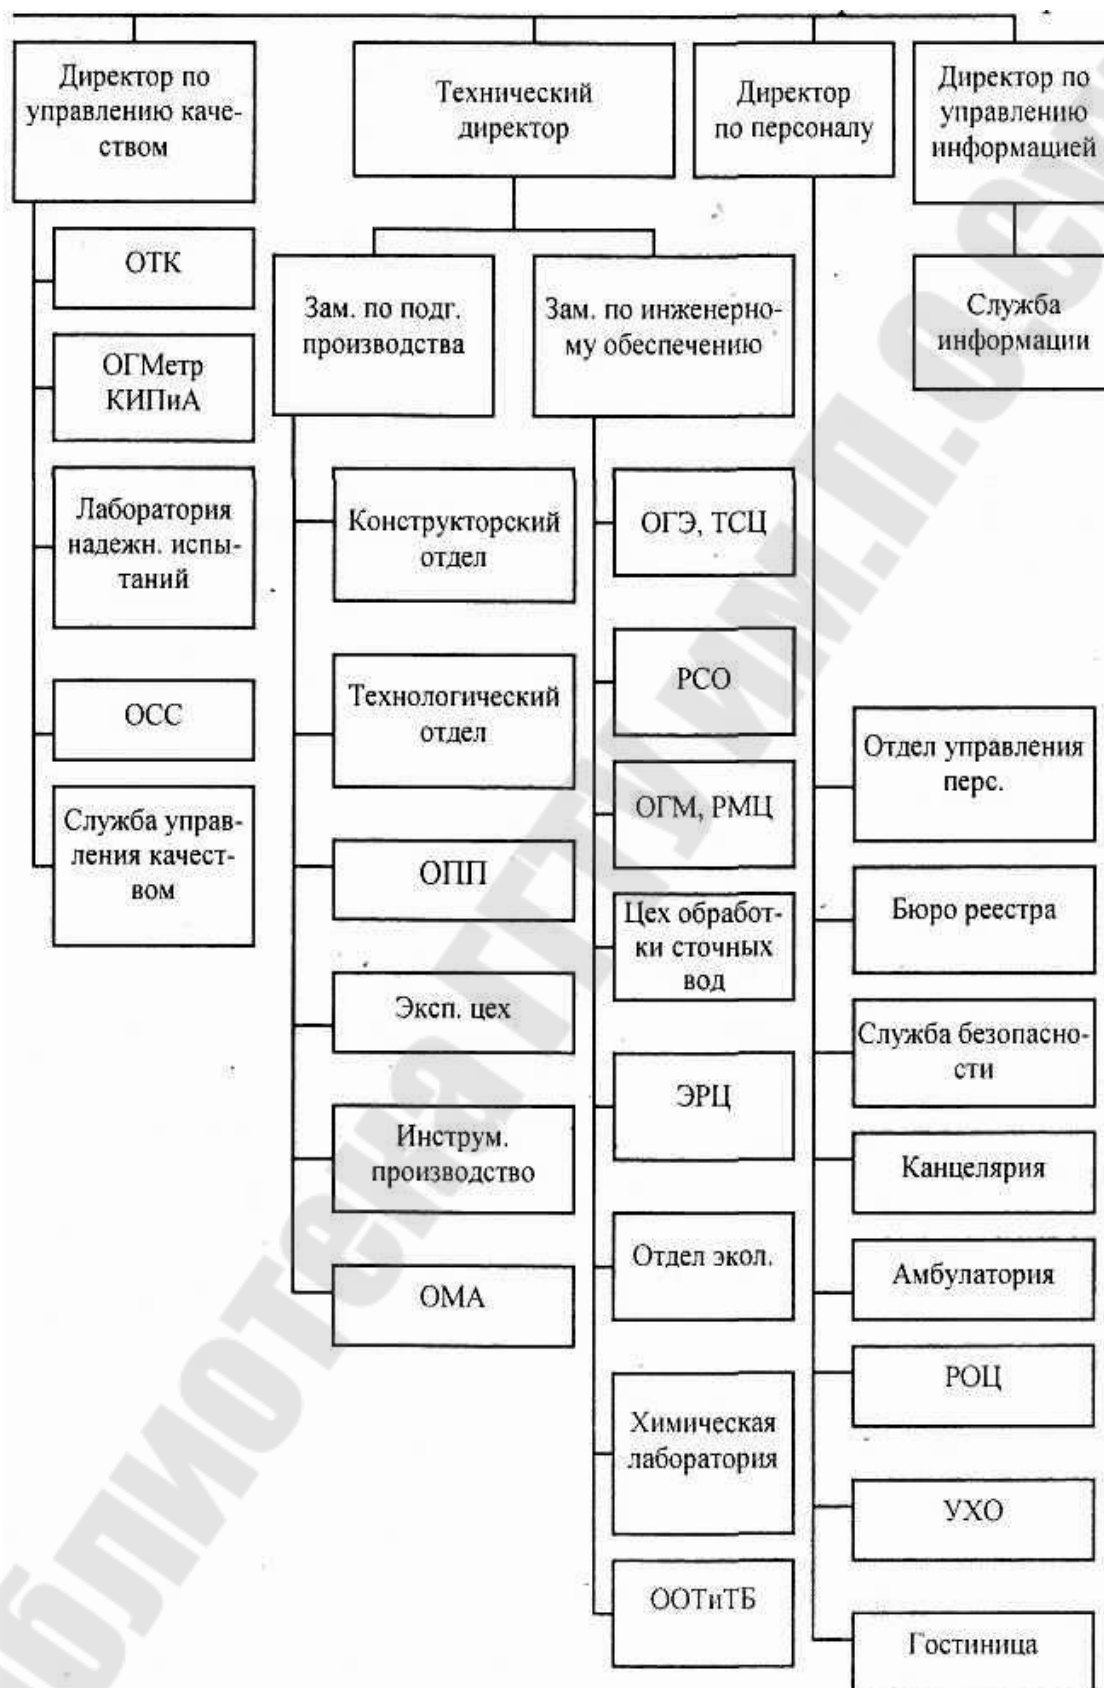 Директор по
управлению каче-
ством
Технический
директор
Директор
по персоналу
Директор по
управлению
информацией
ОТК
ОГМетр
КИПиА
Лаборатория
надежн. испы-
таний
ОСС
Служба управ-
ления качест-
вом
Зам. по подг.
производства
Зам. по инженерно-
му обеспечению
Служба
информации
Конструкторский
отдел
Технологический
отдел
ОПП
Эксп. цех
Инструм.
производство
ОМА
ОГЭ, ТСЦ
РСО
ОГМ, РМЦ
Цех обработ-
ки сточных
вод
ЭРЦ
Отдел экол.
Химическая
лаборатория
ООТиТБ
Отдел управления
перс.
Бюро реестра
Служба безопасно-
сти
Канцелярия
Амбулатория
РОЦ
УХО
Гостиница
блиотека ГГТУ им.П.О.Сух